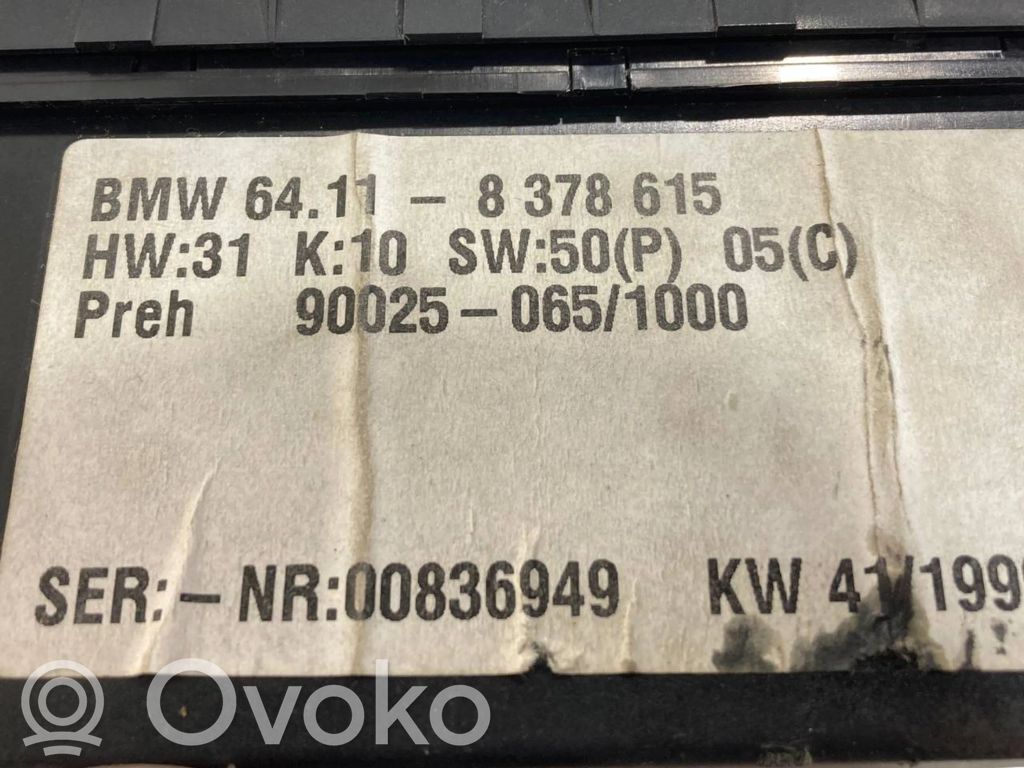 BMW 64.11 – 8 378 615
HW:31 K:10 SW:50(P) 05(C)
Preh 90025–065/1000
SER:–NR:00836949 KW 41/1999
Ovoko